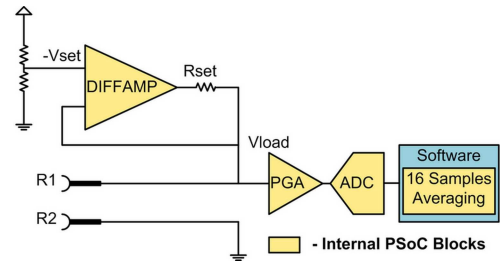 -Vset
DIFFAMP
Rset
Vload
R1
PGA
ADC
Software
16 Samples
Averaging
R2
- Internal PSoC Blocks